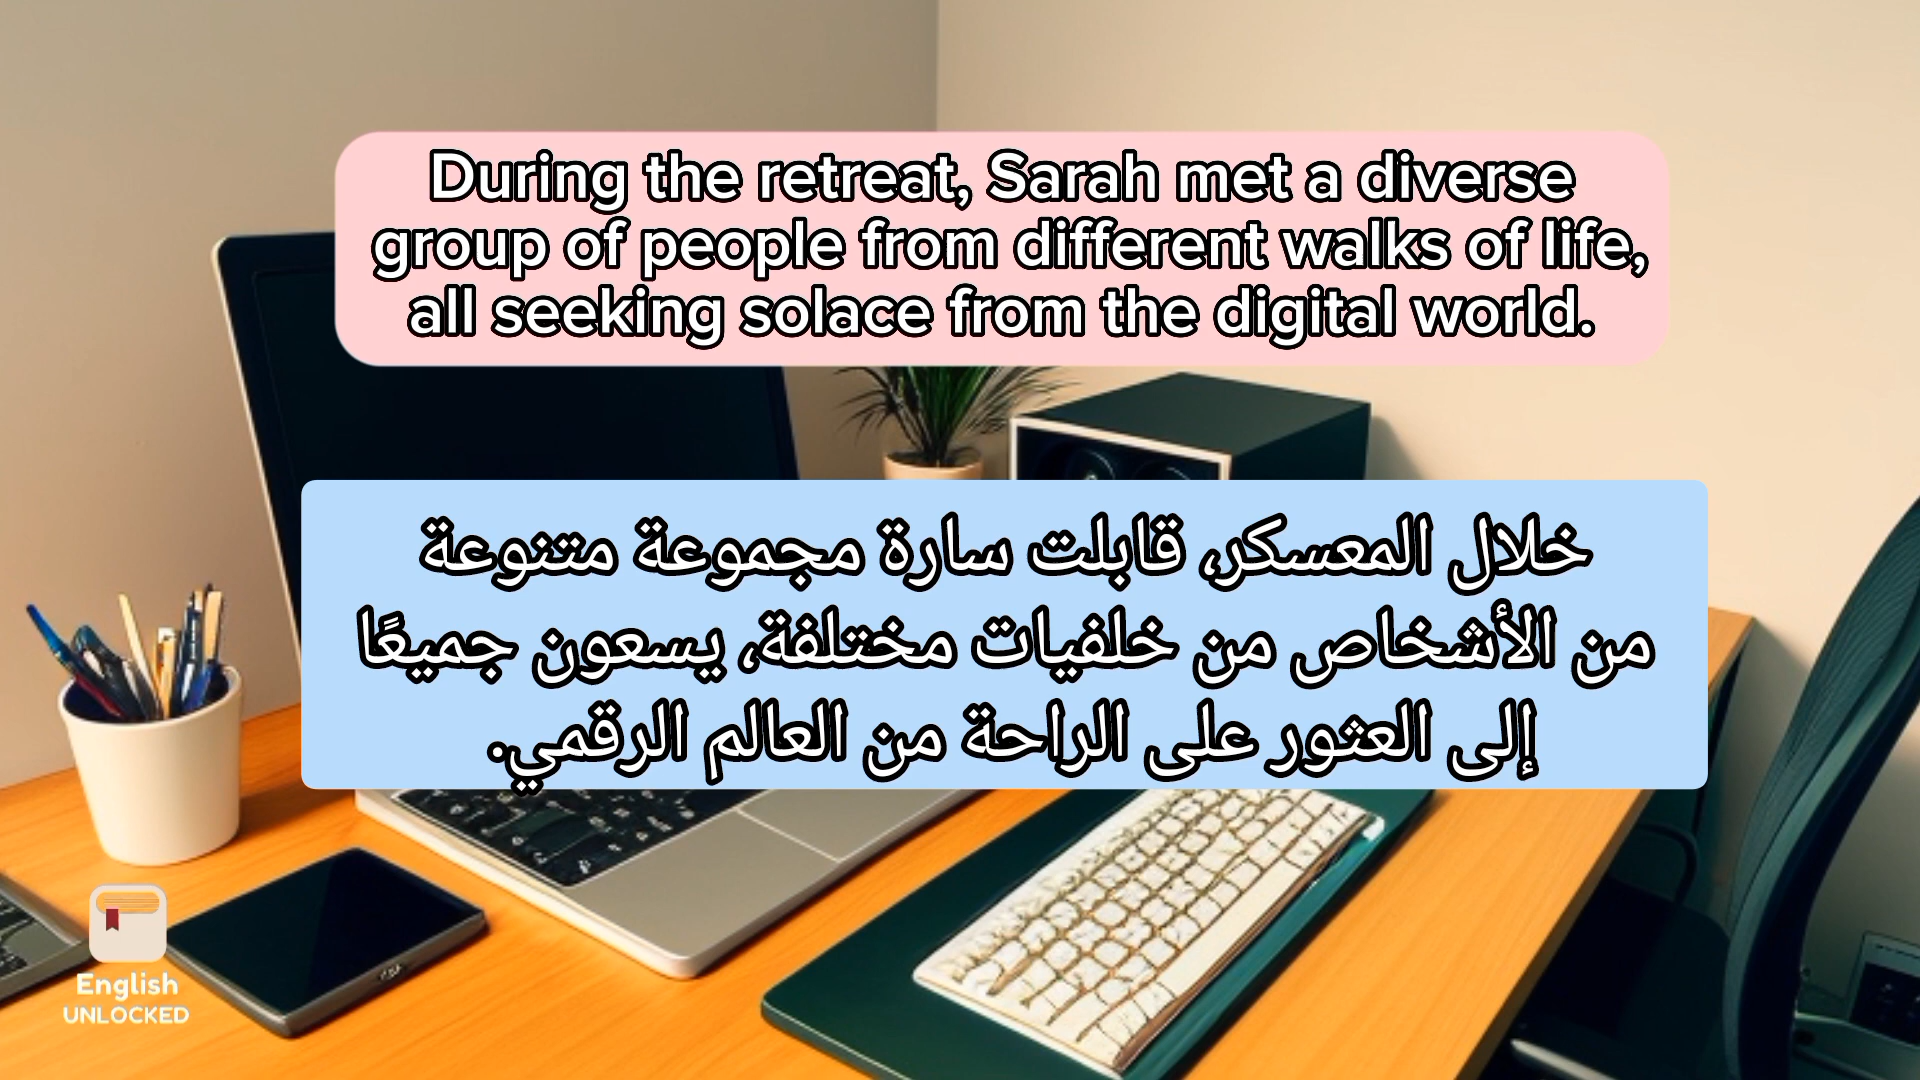 During the retreat, Sarah met a diverse
group of people from different walks of life,
all seeking solace from the digital world.
خلال المعسكر، قابلت سارة مجموعة متنوعة
من الأشخاص من خلفيات مختلفة، يسعون جميعًا
إلى العثور على الراحة من العالم الرقمي.
English
UNLOCKED